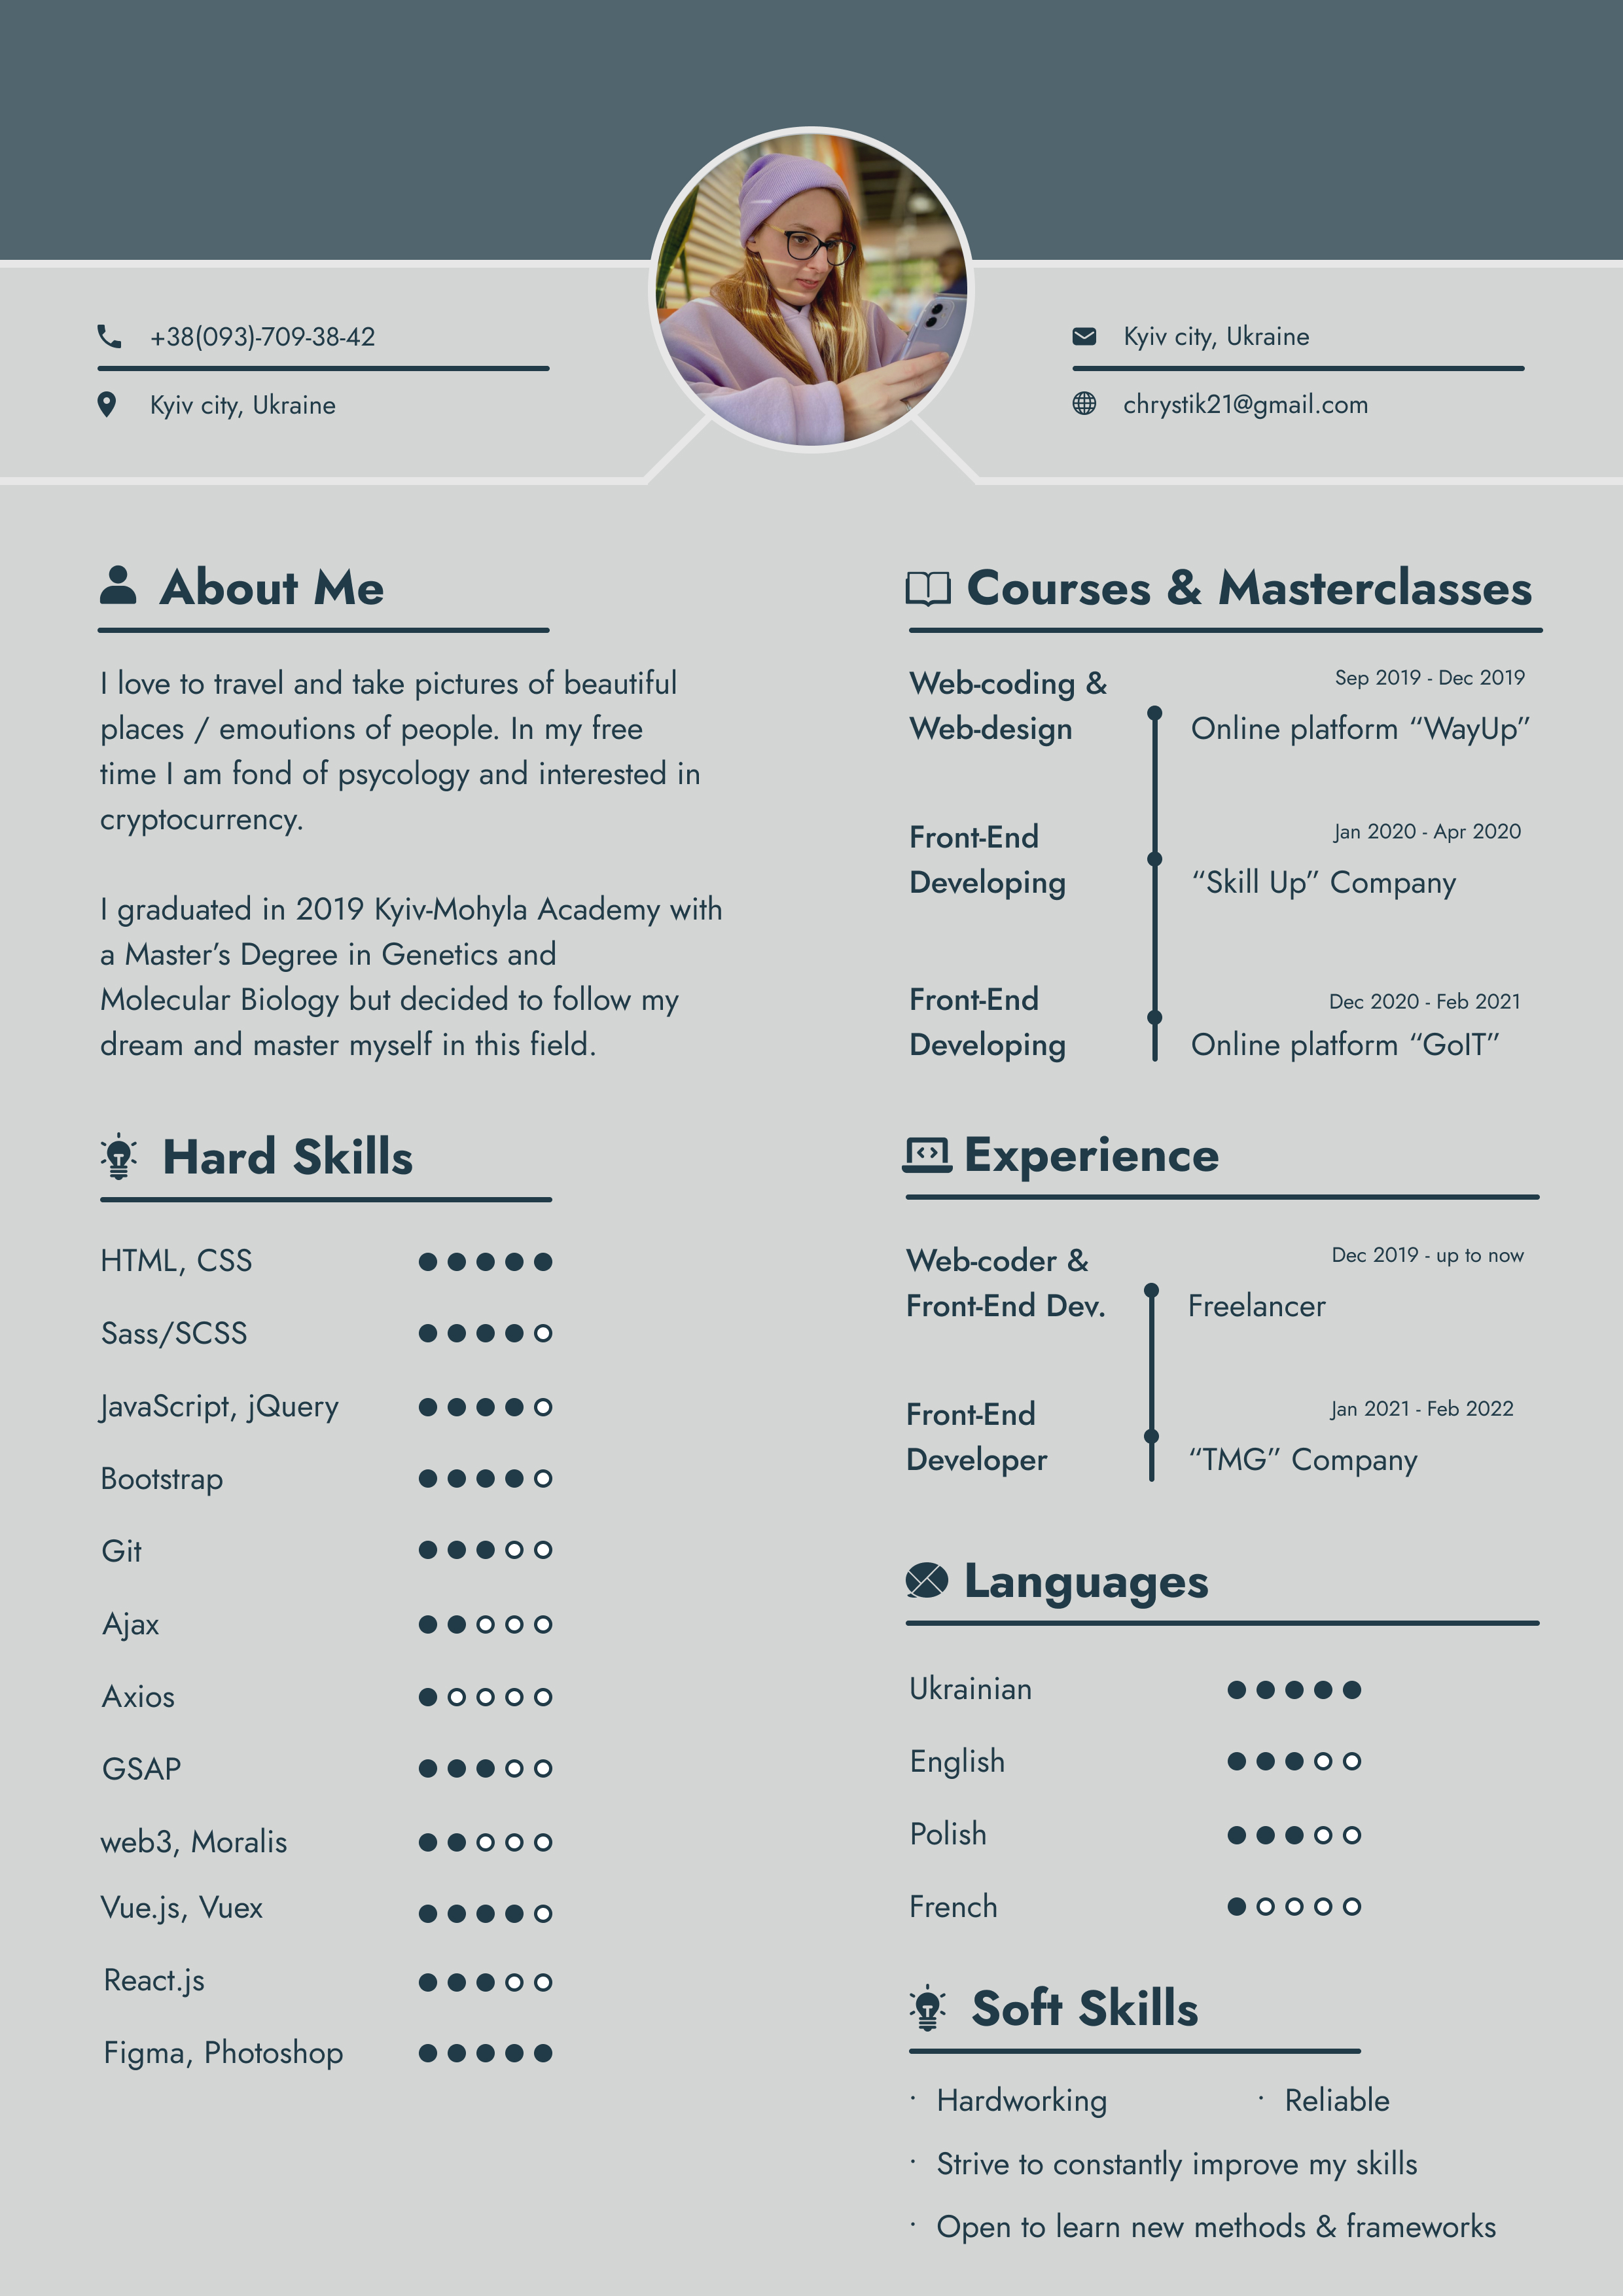 +38(093)-709-38-42
Kyiv city, Ukraine
Kyiv city, Ukraine
chrystik21@gmail.com
About Me
I love to travel and take pictures of beautiful
places / emoutions of people. In my free
time I am fond of psycology and interested in
cryptocurrency.
I graduated in 2019 Kyiv-Mohyla Academy with
a Master's Degree in Genetics and
Molecular Biology but decided to follow my
dream and master myself in this field.
Hard Skills
HTML, CSS
Sass/SCSS
JavaScript, jQuery
Bootstrap
Git
Ajax
Axios
GSAP
web3, Moralis
Vue.js, Vuex
React.js
Figma, Photoshop
Courses & Masterclasses
Web-coding &
Web-design
Sep 2019 - Dec 2019
Online platform “WayUp”
Front-End
Developing
Jan 2020 - Apr 2020
“Skill Up” Company
Front-End
Developing
Dec 2020 - Feb 2021
Online platform “GoIT”
Experience
Web-coder &
Front-End Dev.
Dec 2019 - up to now
Freelancer
Front-End
Developer
Jan 2021 - Feb 2022
“TMG” Company
Languages
Ukrainian
English
Polish
French
Soft Skills
· Hardworking
· Reliable
· Strive to constantly improve my skills
· Open to learn new methods & frameworks